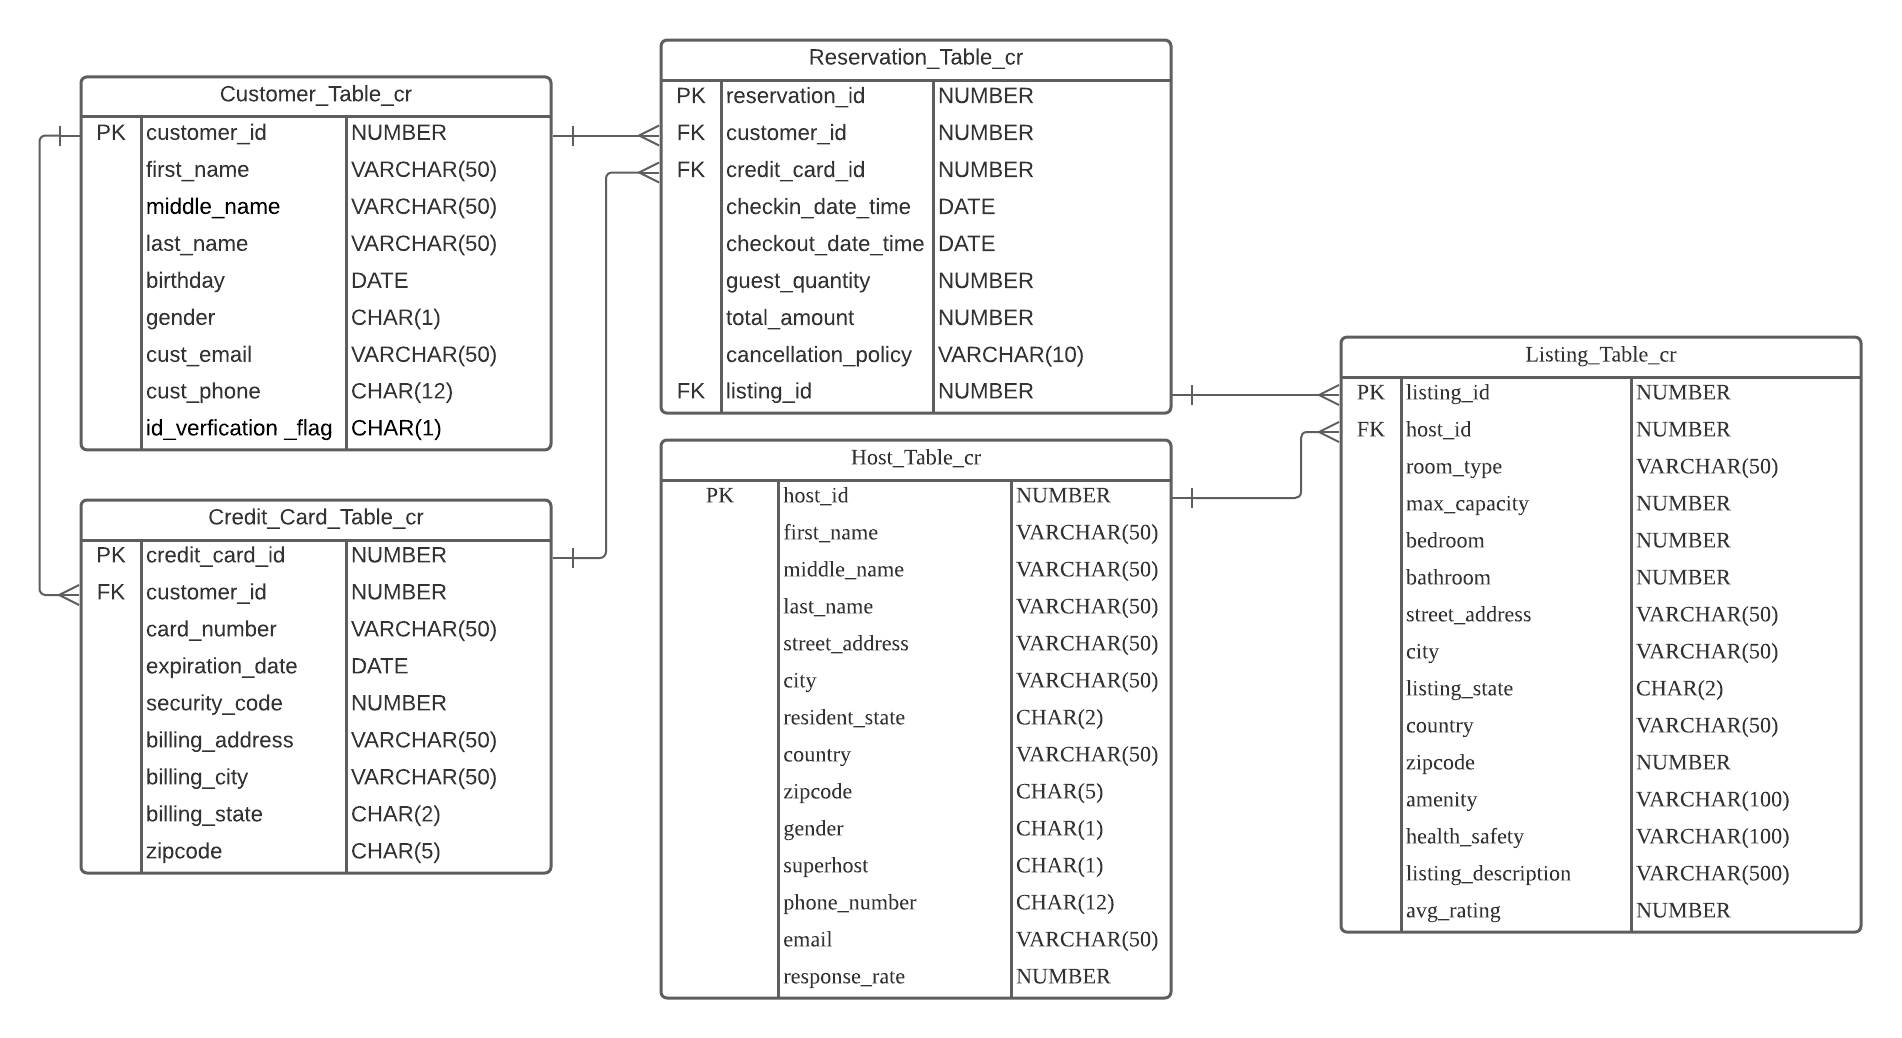 Customer_Table_cr
PK customer_id NUMBER
first_name VARCHAR(50)
middle_name VARCHAR(50)
last_name VARCHAR(50)
birthday DATE
gender CHAR(1)
cust_email VARCHAR(50)
cust_phone CHAR(12)
id_verfication _flag CHAR(1)
Credit_Card_Table_cr
PK credit_card_id NUMBER
FK customer_id NUMBER
card_number VARCHAR(50)
expiration_date DATE
security_code NUMBER
billing_address VARCHAR(50)
billing_city VARCHAR(50)
billing_state CHAR(2)
zipcode CHAR(5)
Reservation_Table_cr
PK reservation_id NUMBER
FK customer_id NUMBER
FK credit_card_id NUMBER
checkin_date_time DATE
checkout_date_time DATE
guest_quantity NUMBER
total_amount NUMBER
cancellation_policy VARCHAR(10)
FK listing_id NUMBER
Host_Table_cr
PK host_id NUMBER
first_name VARCHAR(50)
middle_name VARCHAR(50)
last_name VARCHAR(50)
street_address VARCHAR(50)
city VARCHAR(50)
resident_state CHAR(2)
country VARCHAR(50)
zipcode CHAR(5)
gender CHAR(1)
superhost CHAR(1)
phone_number CHAR(12)
email VARCHAR(50)
response_rate NUMBER
Listing_Table_cr
PK listing_id NUMBER
FK host_id NUMBER
room_type VARCHAR(50)
max_capacity NUMBER
bedroom NUMBER
bathroom NUMBER
street_address VARCHAR(50)
city VARCHAR(50)
listing_state CHAR(2)
country VARCHAR(50)
zipcode NUMBER
amenity VARCHAR(100)
health_safety VARCHAR(100)
listing_description VARCHAR(500)
avg_rating NUMBER